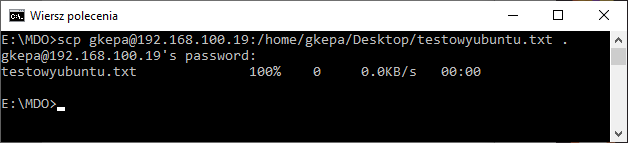 Wiersz polecenia
E:\MDO>scp gkepa@192.168.100.19:/home/gkepa/Desktop/testowyubuntu.txt .
gkepa@192.168.100.19's password:
testowyubuntu.txt 100% 0 0.0KB/s 00:00
E:\MDO>